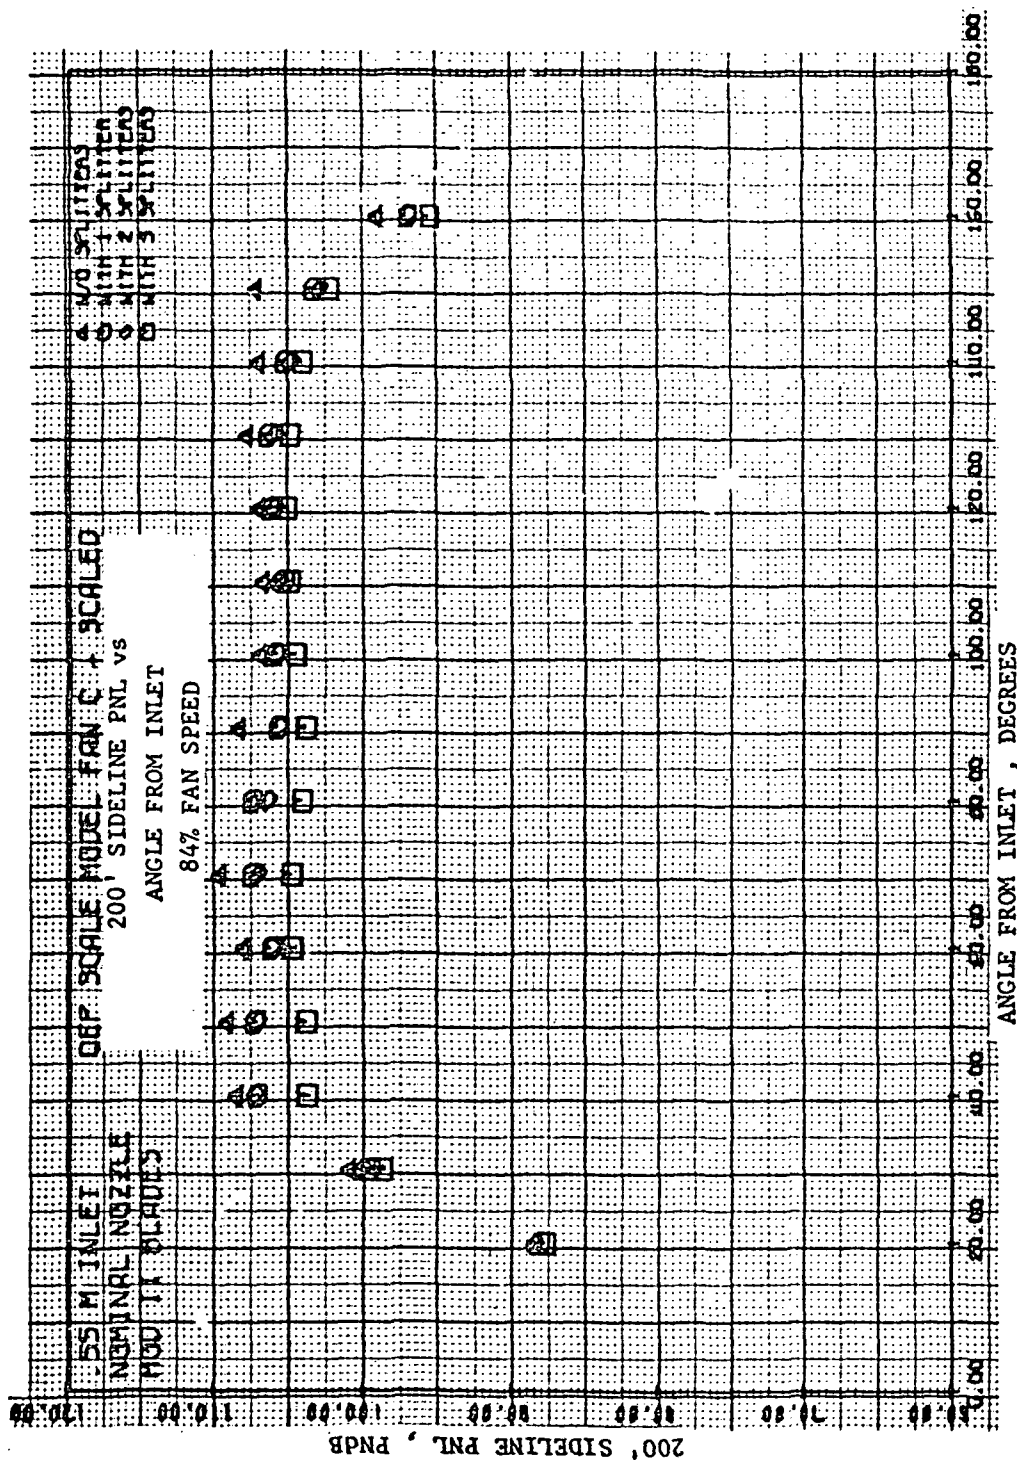 .55 M INLET
NOMINAL NOZZLE
MOD II BLADES
QEP SCALE MODEL FAN C - SCALED
200' SIDELINE PNL vs
ANGLE FROM INLET
84% FAN SPEED
W/O SPLITTERS
WITH 1 SPLITTER
WITH 2 SPLITTERS
WITH 3 SPLITTERS
120.00
110.00
100.00
90.00
80.00
70.00
60.00
200' SIDELINE PNL, PNdB
0.00
20.00
40.00
60.00
80.00
100.00
120.00
140.00
160.00
180.00
ANGLE FROM INLET, DEGREES